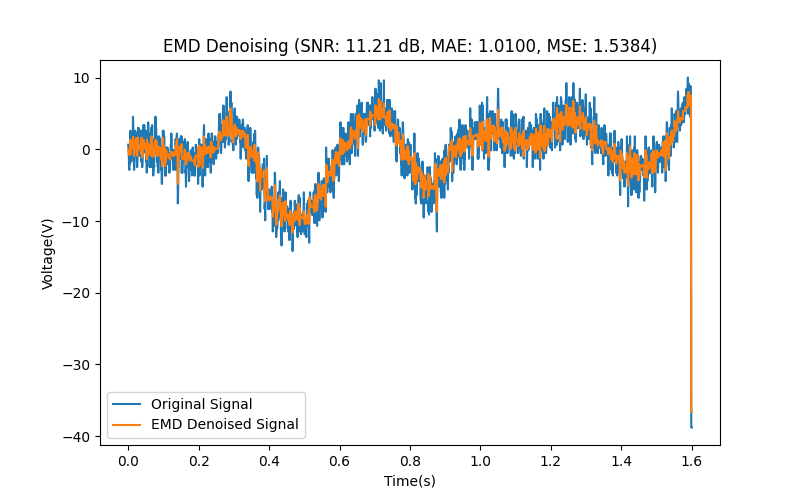 EMD Denoising (SNR: 11.21 dB, MAE: 1.0100, MSE: 1.5384)
10
0
−10
−20
−30
−40
Voltage(V)
Original Signal
EMD Denoised Signal
0.0 0.2 0.4 0.6 0.8 1.0 1.2 1.4 1.6
Time(s)